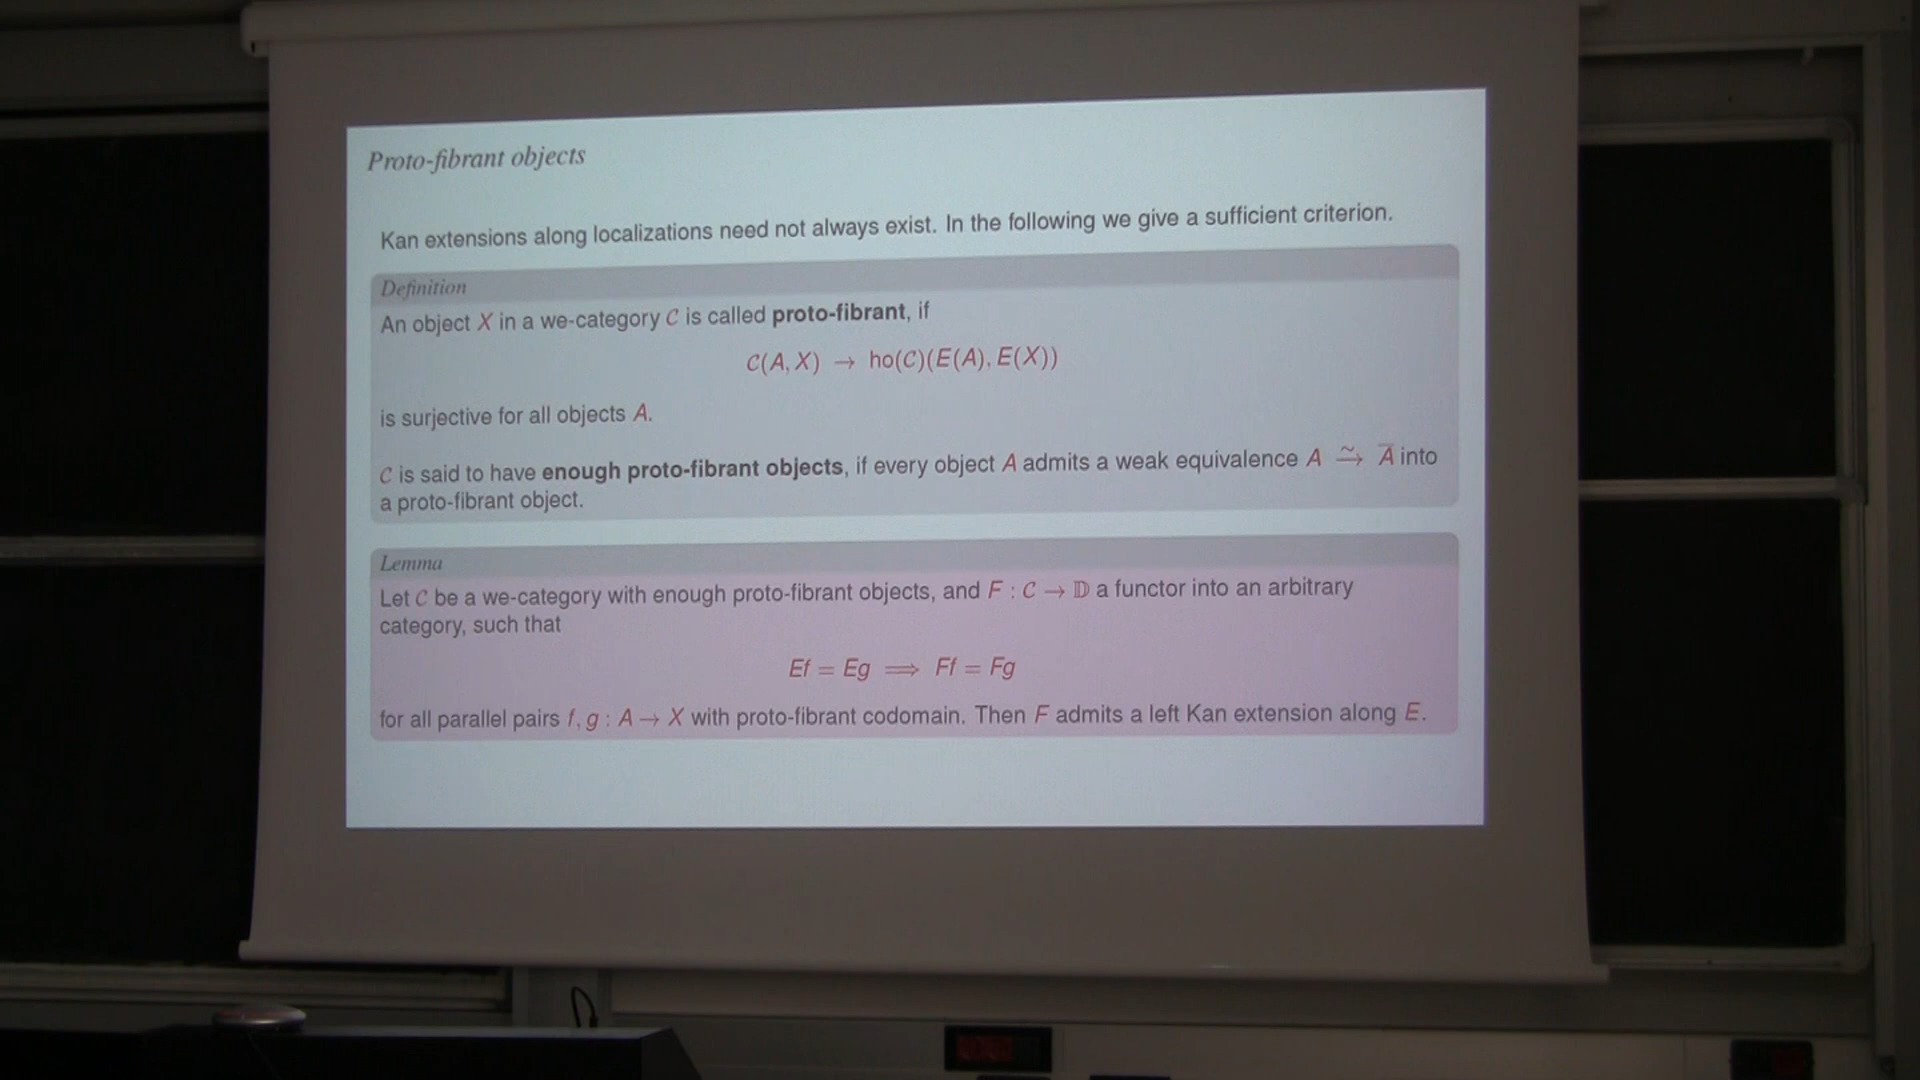 Proto-fibrant objects
Kan extensions along localizations need not always exist. In the following we give a sufficient criterion.
Definition
An object X in a we-category C is called proto-fibrant, if
C(A, X) → ho(C)(E(A), E(X))
is surjective for all objects A.
C is said to have enough proto-fibrant objects, if every object A admits a weak equivalence A ⥲ A̅ into
a proto-fibrant object.
Lemma
Let C be a we-category with enough proto-fibrant objects, and F : C → 𝔻 a functor into an arbitrary
category, such that
Ef = Eg ⟹ Ff = Fg
for all parallel pairs f, g : A → X with proto-fibrant codomain. Then F admits a left Kan extension along E.